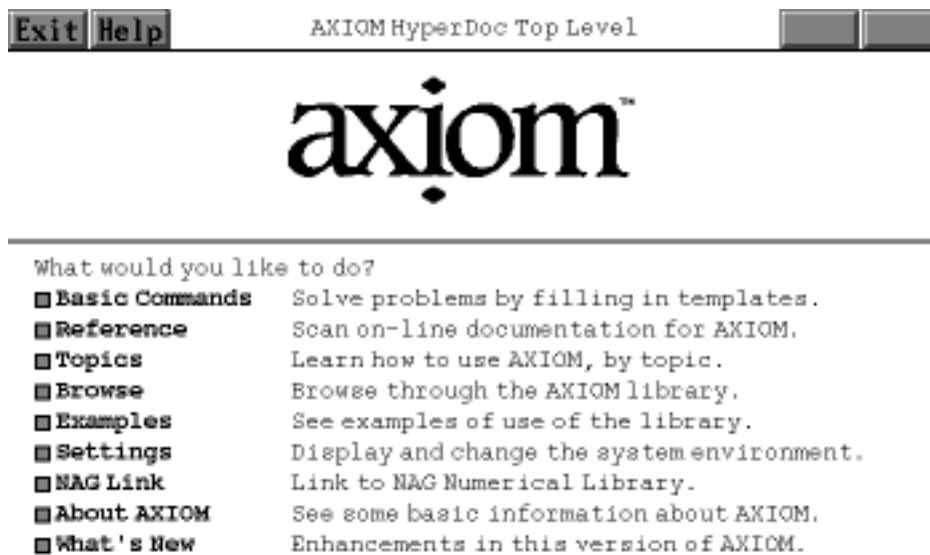 Exit Help AXIOM HyperDoc Top Level
axiom™
What would you like to do?
Basic Commands Solve problems by filling in templates.
Reference Scan on-line documentation for AXIOM.
Topics Learn how to use AXIOM, by topic.
Browse Browse through the AXIOM library.
Examples See examples of use of the library.
Settings Display and change the system environment.
NAG Link Link to NAG Numerical Library.
About AXIOM See some basic information about AXIOM.
What's New Enhancements in this version of AXIOM.